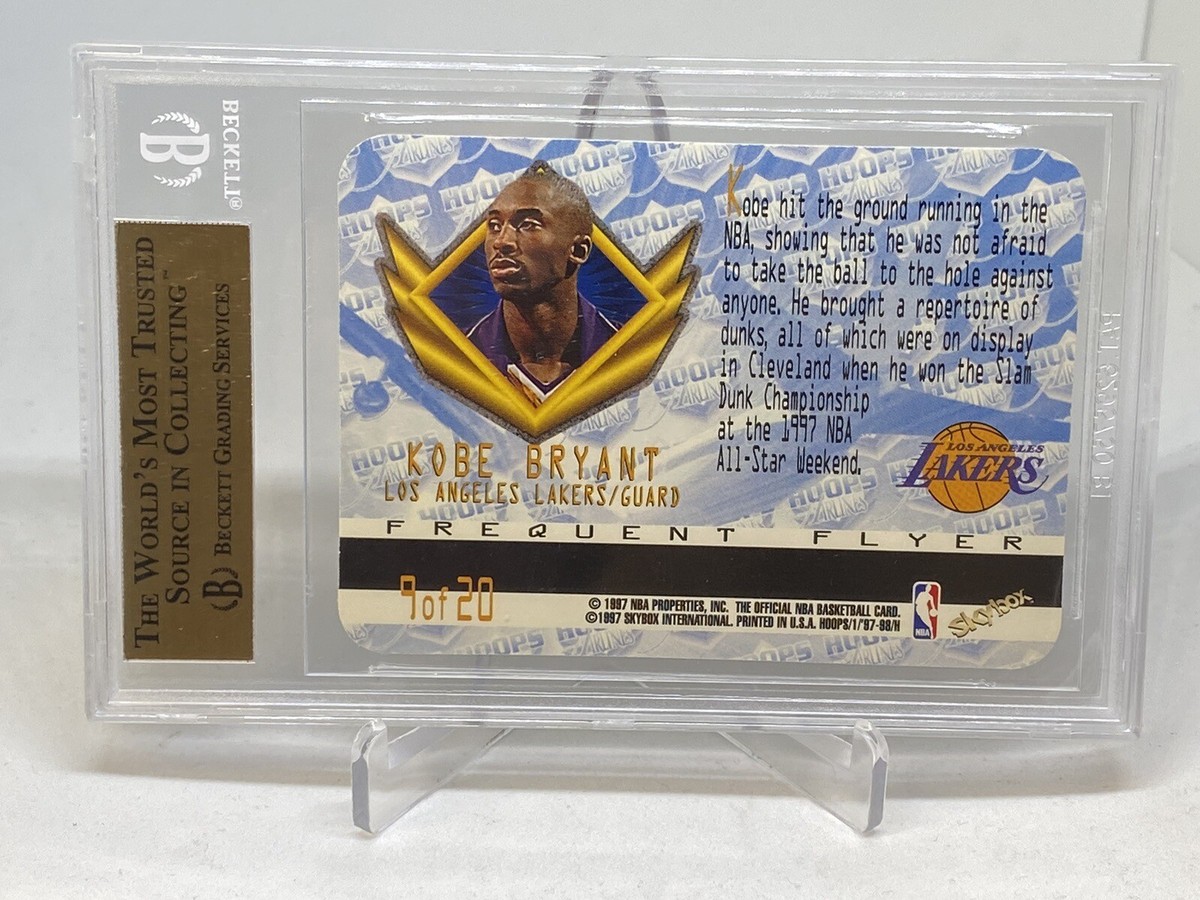 BECKETT®
B
THE WORLD'S MOST TRUSTED
SOURCE IN COLLECTING™
B BECKETT GRADING SERVICES
Kobe hit the ground running in the
NBA, showing that he was not afraid
to take the ball to the hole against
anyone. He brought a repertoire of
dunks, all of which were on display
in Cleveland when he won the Slam
Dunk Championship
at the 1997 NBA
All-Star Weekend.
KOBE BRYANT
LOS ANGELES LAKERS/GUARD
LOS ANGELES
LAKERS
FREQUENT FLYER
9 of 20
© 1997 NBA PROPERTIES, INC. THE OFFICIAL NBA BASKETBALL CARD.
©1997 SKYBOX INTERNATIONAL. PRINTED IN U.S.A. HOOPS/1/'97-98/H
NBA
Skybox
HOOPS
AIRLINES